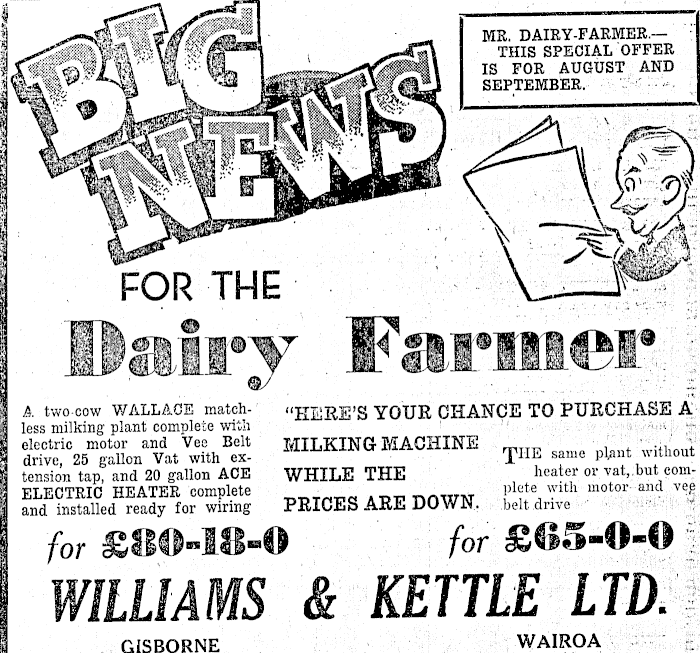 BIG
NEWS
MR. DAIRY-FARMER.—
THIS SPECIAL OFFER
IS FOR AUGUST AND
SEPTEMBER.
FOR THE
Dairy Farmer
A two-cow WALLACE match-
less milking plant complete with
electric motor and Vee Belt
drive, 25 gallon Vat with ex-
tension tap, and 20 gallon ACE
ELECTRIC HEATER complete
and installed ready for wiring
for £80-18-0
"HERE'S YOUR CHANCE TO PURCHASE A
MILKING MACHINE
WHILE THE
PRICES ARE DOWN.
THE same plant without
heater or vat, but com-
plete with motor and vee
belt drive
for £65-0-0
WILLIAMS & KETTLE LTD.
GISBORNE
WAIROA